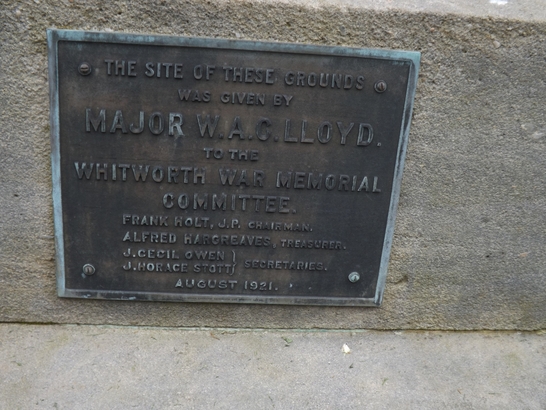 THE SITE OF THESE GROUNDS
WAS GIVEN BY
MAJOR W.A.C.LLOYD.
TO THE
WHITWORTH WAR MEMORIAL
COMMITTEE.
FRANK HOLT, J.P. CHAIRMAN.
ALFRED HARGREAVES, TREASURER.
J.CECIL OWEN }
J.HORACE STOTT } SECRETARIES.
AUGUST 1921.